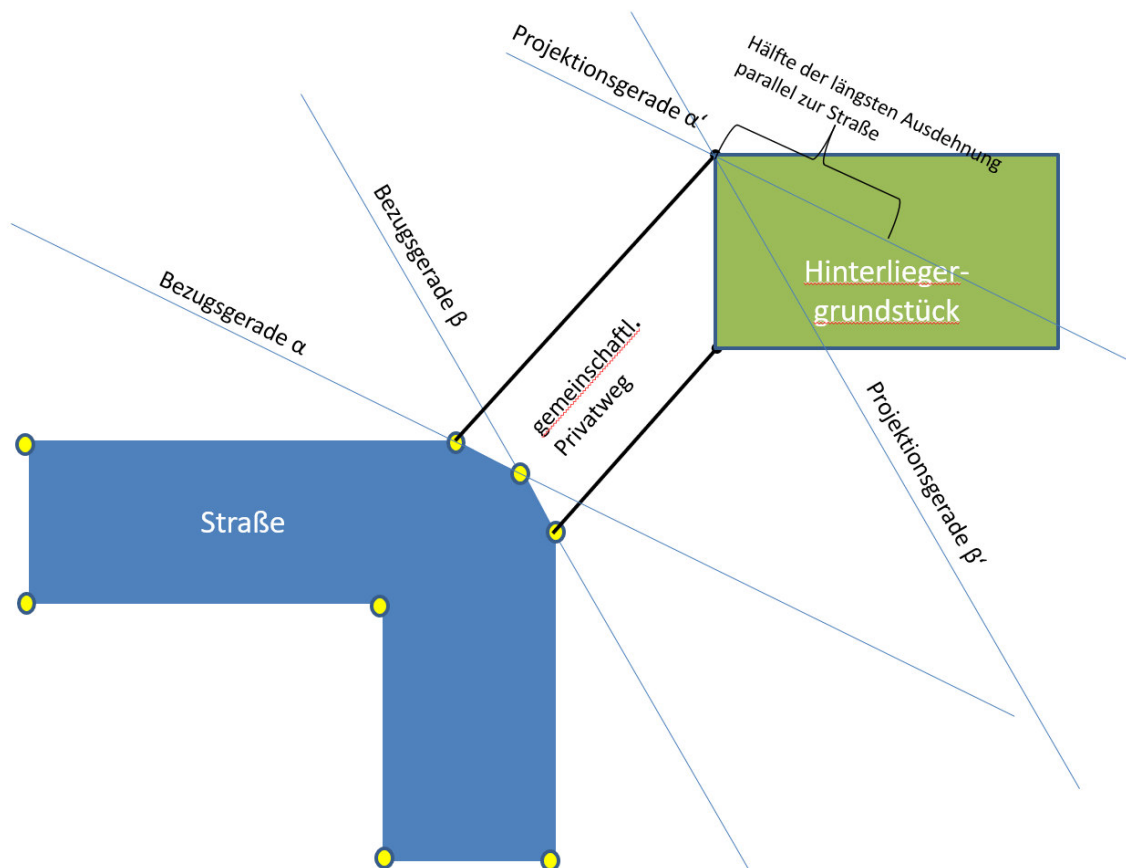 Projektionsgerade α‘
Hälfte der längsten Ausdehnung
parallel zur Straße
Bezugsgerade β
Bezugsgerade α
Hinterlieger-
grundstück
gemeinschaftl.
Privatweg
Projektionsgerade β‘
Straße